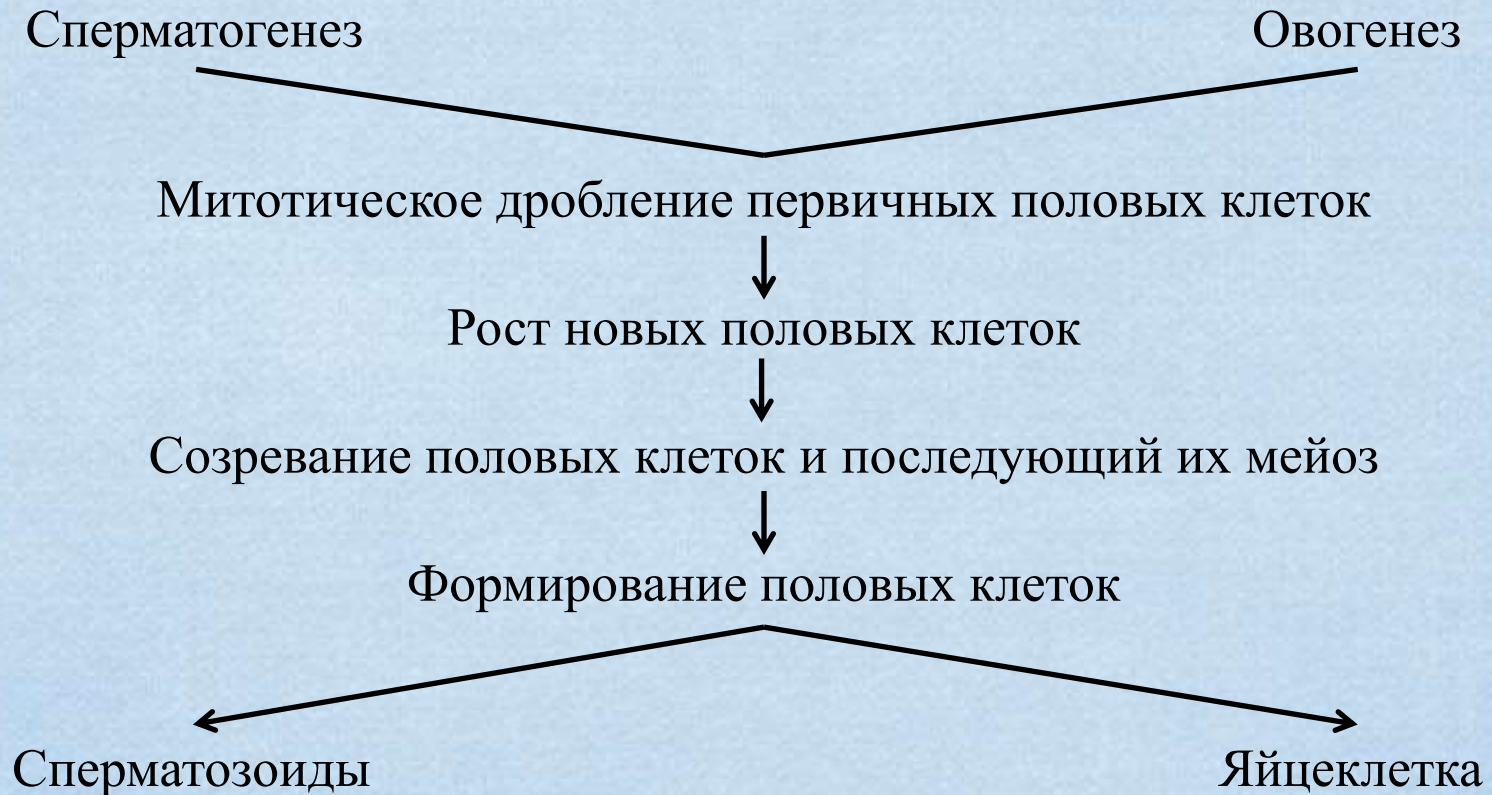 Сперматогенез
Овогенез
Митотическое дробление первичных половых клеток
Рост новых половых клеток
Созревание половых клеток и последующий их мейоз
Формирование половых клеток
Сперматозоиды
Яйцеклетка